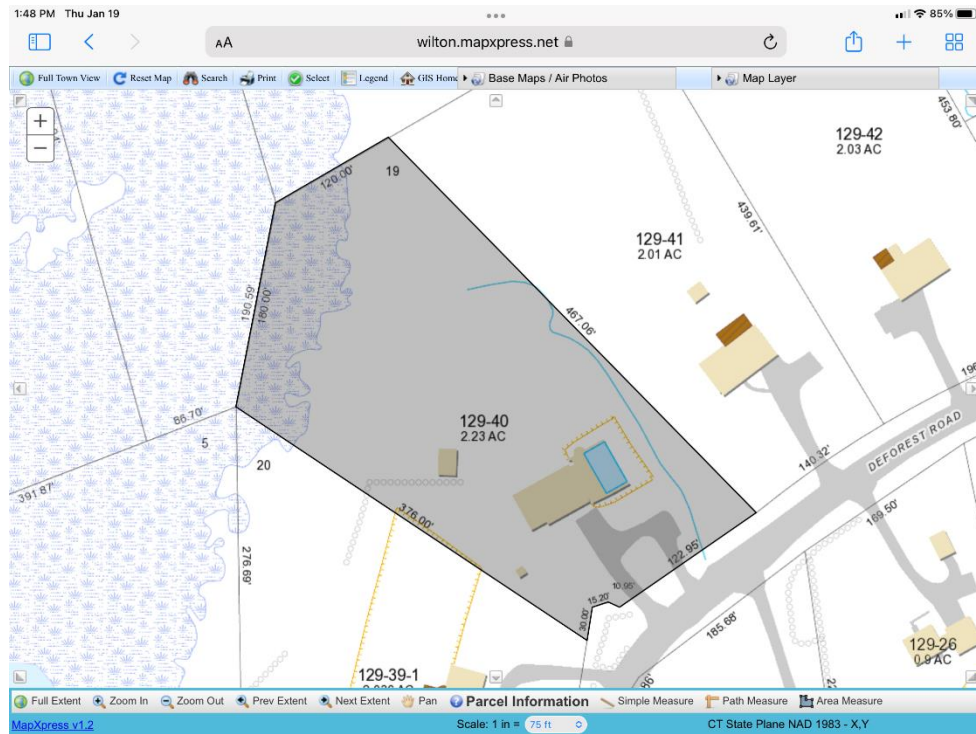 1:48 PM Thu Jan 19
85%
AA
wilton.mapxpress.net
Full Town View
Reset Map
Search
Print
Select
Legend
GIS Home
Base Maps / Air Photos
Map Layer
+
−
453.80'
129-42
2.03 AC
19
120.00'
439.61'
129-41
2.01 AC
190.59'
180.00'
467.06'
196
86.70'
129-40
2.23 AC
DEFOREST ROAD
140.32'
5
20
391.87'
376.00'
169.50'
122.95'
276.69'
10.95'
15.20'
30.00'
185.68'
129-26
0.9 AC
129-39-1
Full Extent
Zoom In
Zoom Out
Prev Extent
Next Extent
Pan
Parcel Information
Simple Measure
Path Measure
Area Measure
MapXpress v1.2
Scale: 1 in = 75 ft
CT State Plane NAD 1983 - X,Y